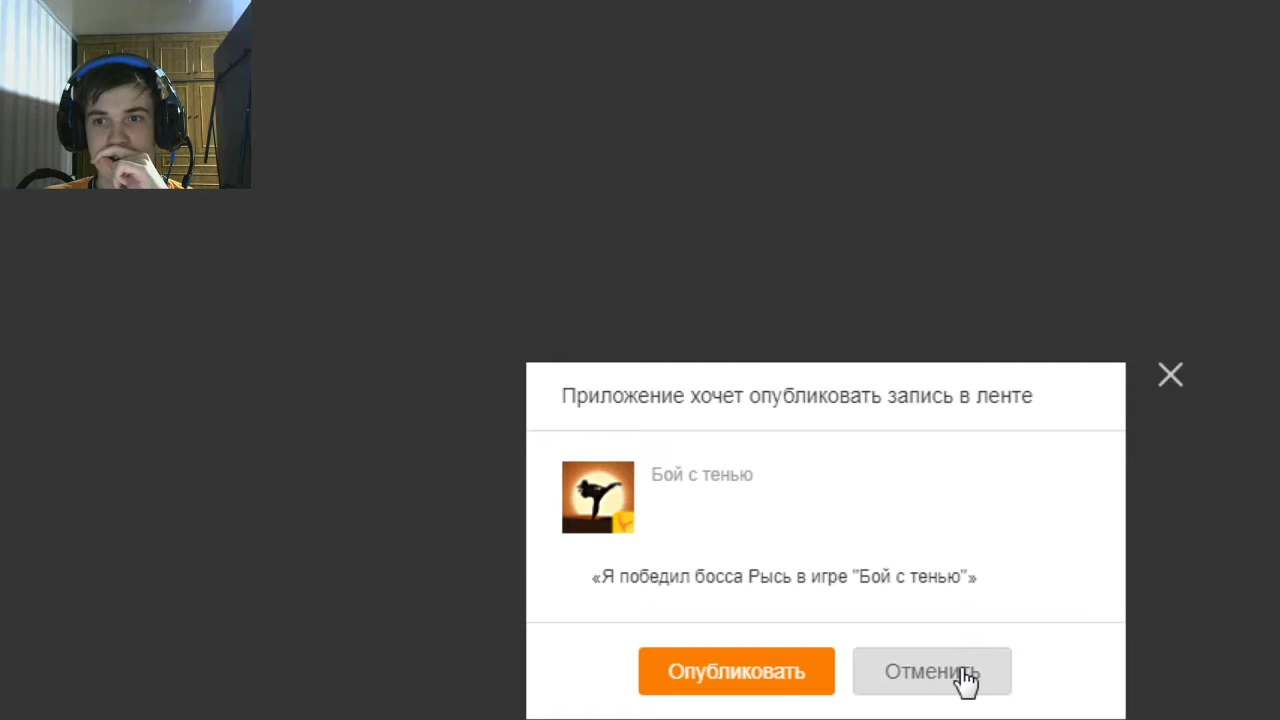 Приложение хочет опубликовать запись в ленте
Бой с тенью
«Я победил босса Рысь в игре "Бой с тенью"»
Опубликовать
Отменить